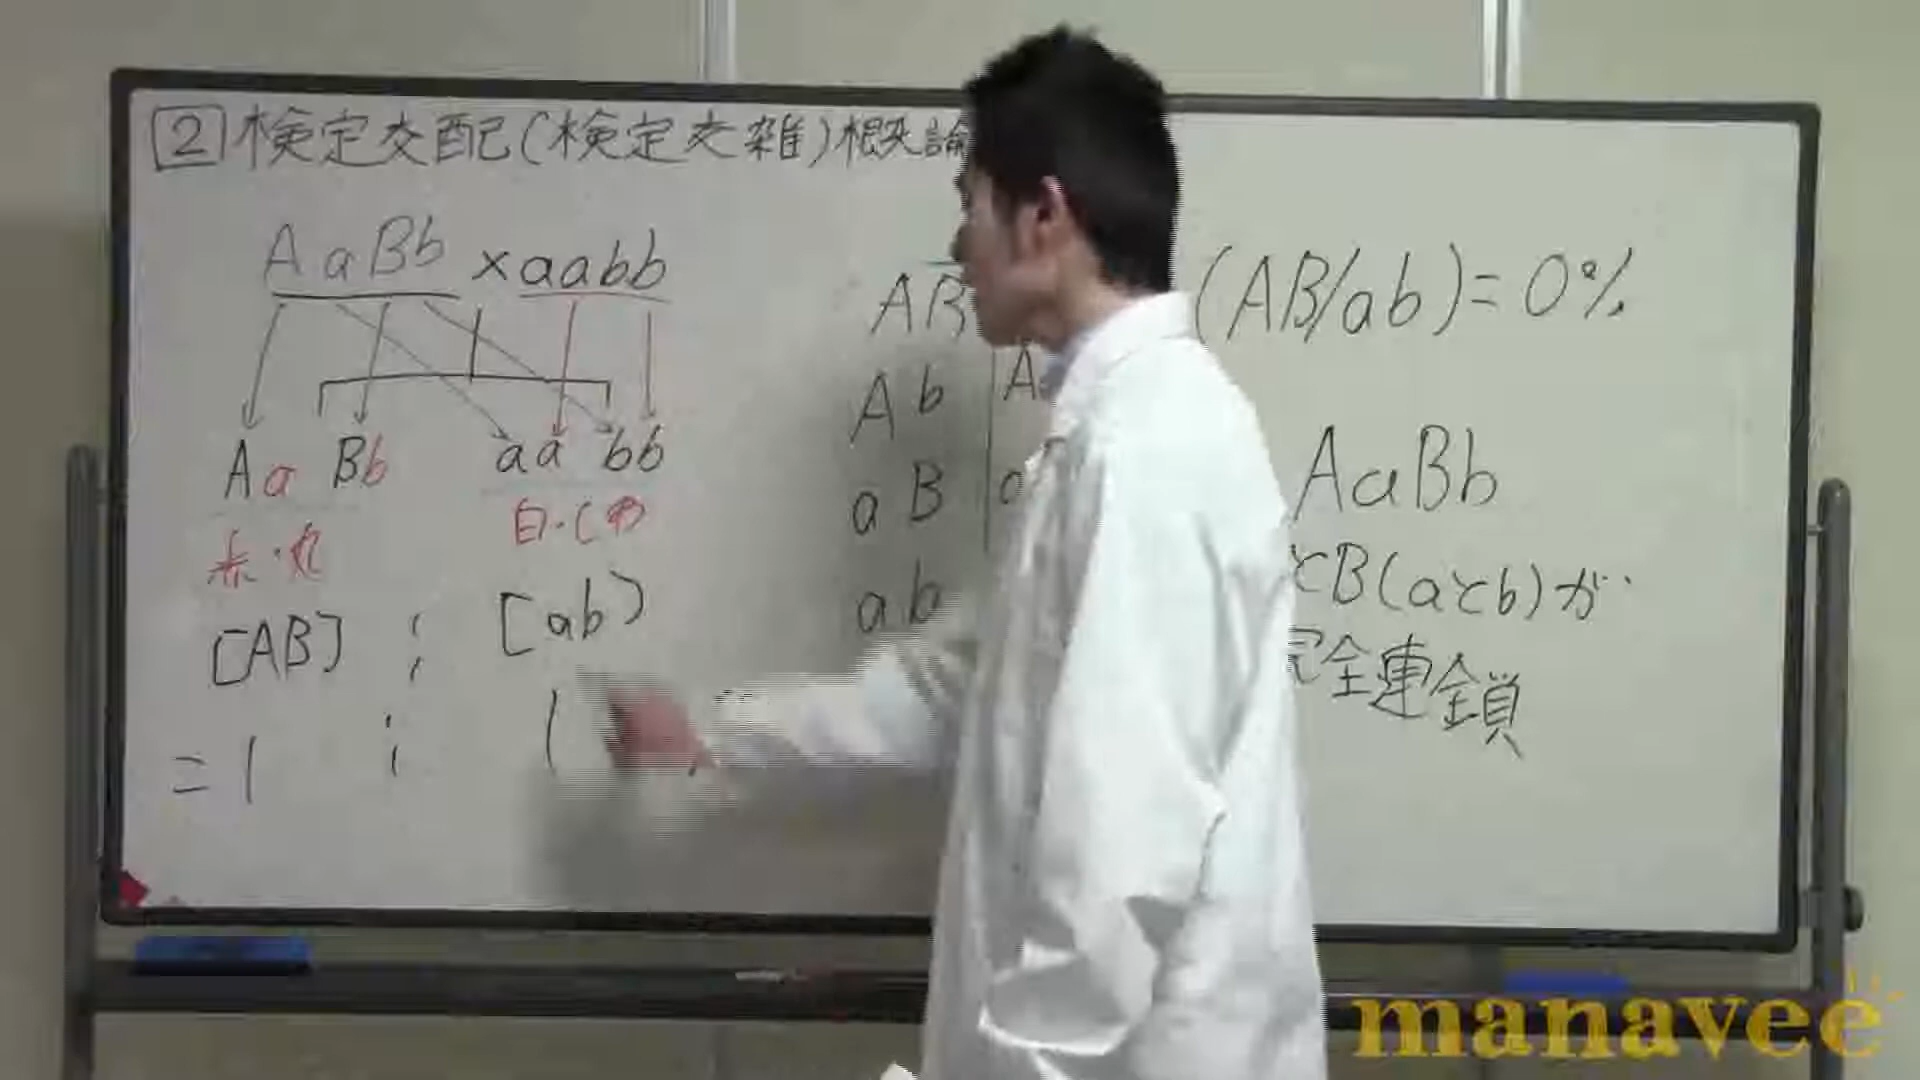 2 検定交配(検定交雑)概論
AaBb × aabb
Aa Bb
aa bb
赤・丸
白・しわ
[AB] : [ab]
= 1 : 1
AB
Ab
aB
ab
(AB/ab)=0%
AaBb
とB(aとb)が
完全連鎖
manavee